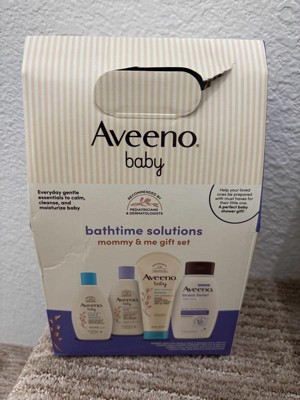 Aveeno®
baby
Everyday gentle
essentials to calm,
cleanse, and
moisturize baby
RECOMMENDED BY
PEDIATRICIANS
& DERMATOLOGISTS
Help your loved
ones be prepared
with must haves for
their little one.
A perfect baby
shower gift!
bathtime solutions
mommy & me gift set
Aveeno
baby
Aveeno
baby
Aveeno
baby
Aveeno
Stress Relief